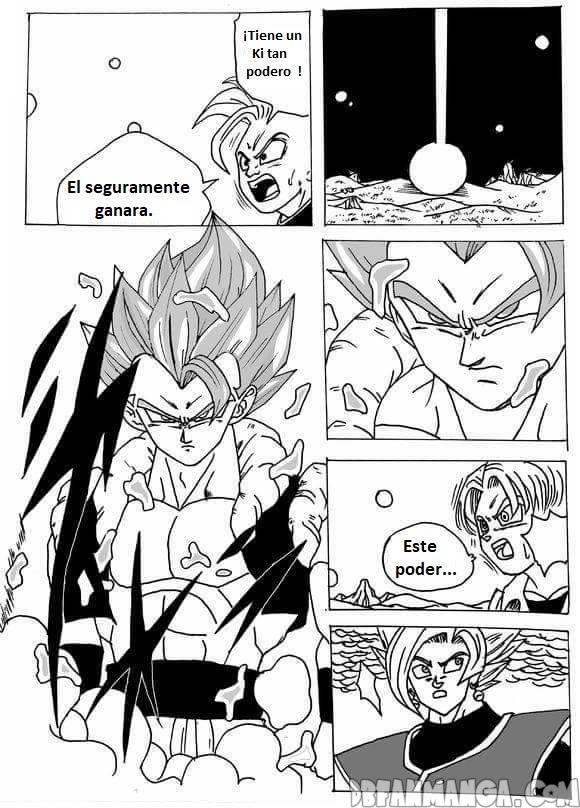 ¡Tiene un
Ki tan
podero !
El seguramente
ganara.
Este
poder...
DBFANMANGA.COM